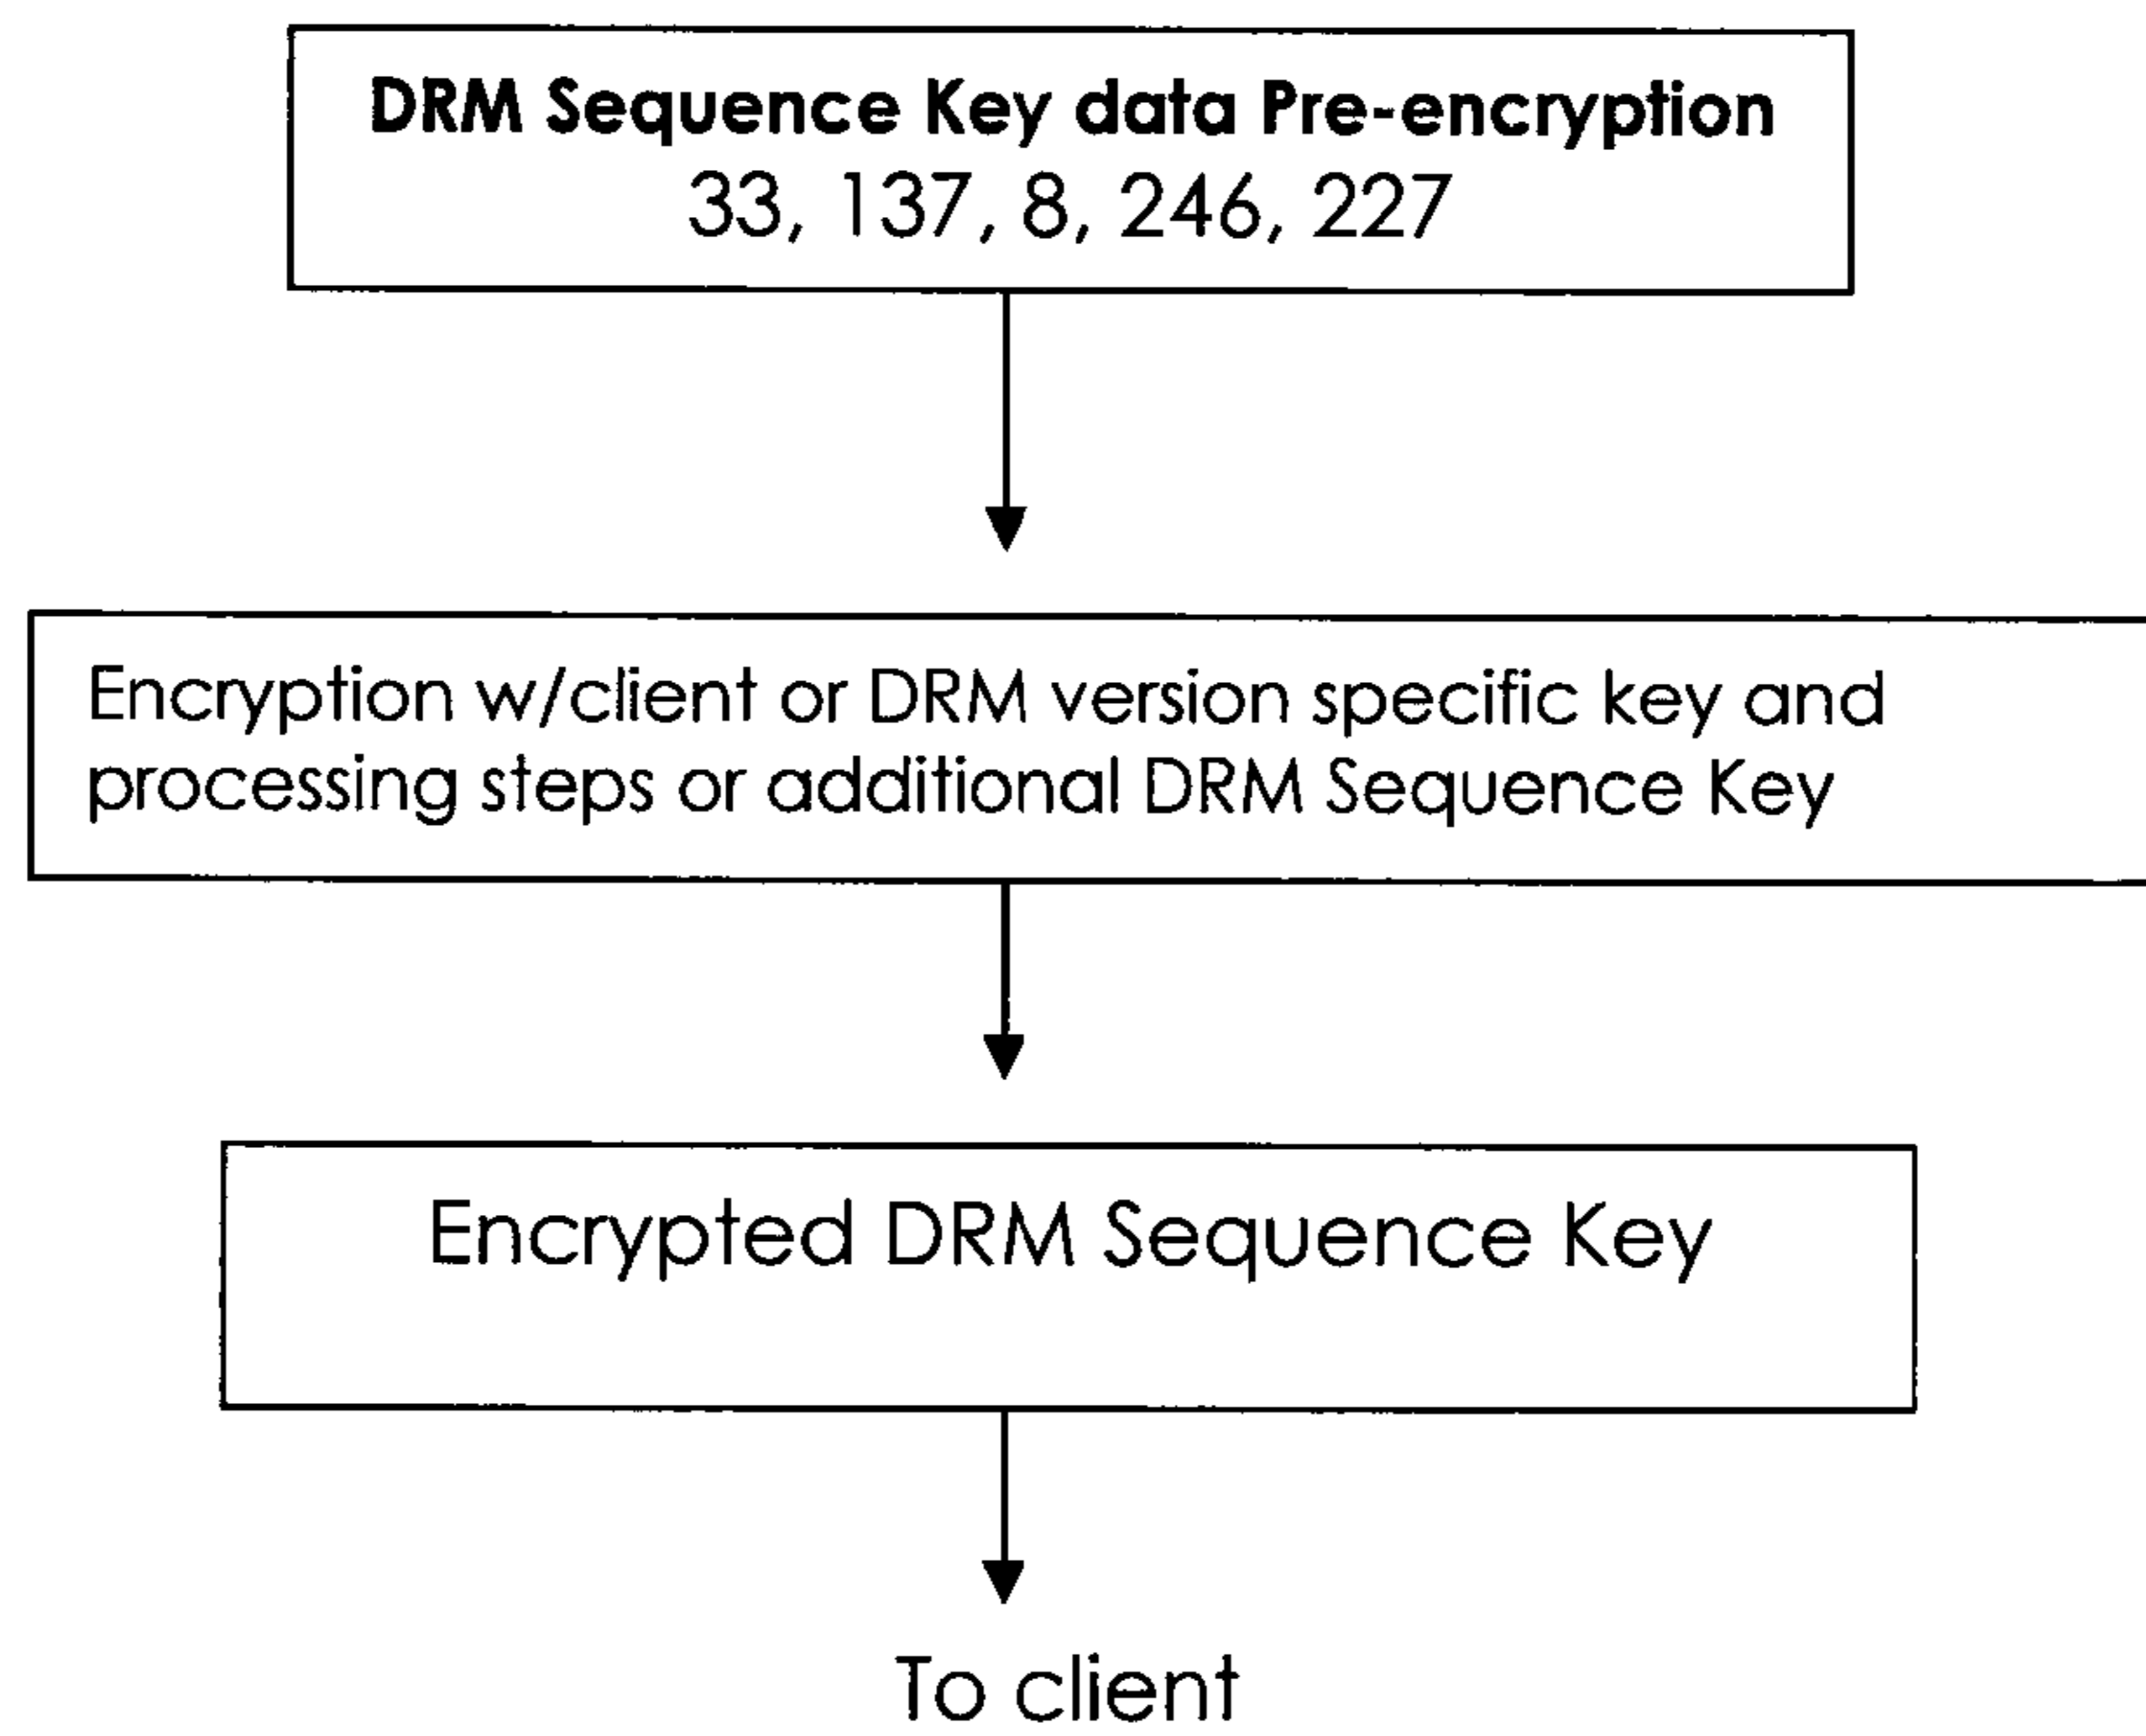 DRM Sequence Key data Pre-encryption
33, 137, 8, 246, 227
Encryption w/client or DRM version specific key and
processing steps or additional DRM Sequence Key
Encrypted DRM Sequence Key
To client